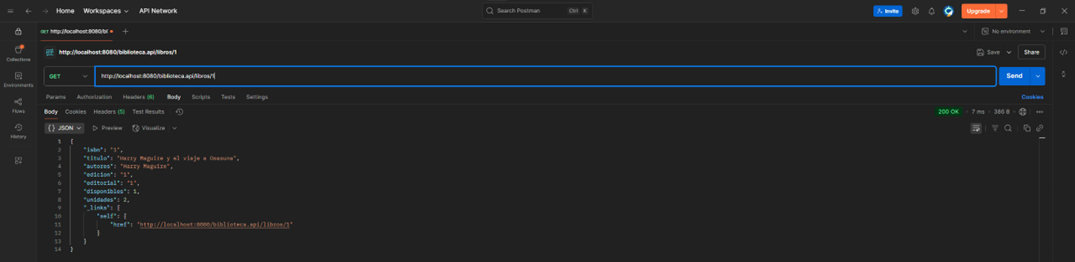 Home Workspaces API Network
Search Postman Ctrl K
Invite
Upgrade
GET http://localhost:8080/bi
No environment
http://localhost:8080/biblioteca.api/libros/1
Save
Share
GET
http://localhost:8080/biblioteca.api/libros/1
Send
Collections
Environments
Flows
History
Params Authorization Headers (6) Body Scripts Tests Settings
Cookies
Body Cookies Headers (5) Test Results
200 OK • 7 ms • 380 B
{} JSON Preview Visualize
1 {
2 "isbn": "1",
3 "titulo": "Harry Maguire y el viaje a Osasuna",
4 "autores": "Harry Maguire",
5 "edicion": "1",
6 "editorial": "1",
7 "disponibles": 1,
8 "unidades": 2,
9 "_links": {
10 "self": {
11 "href": "http://localhost:8080/biblioteca.api/libros/1"
12 }
13 }
14 }